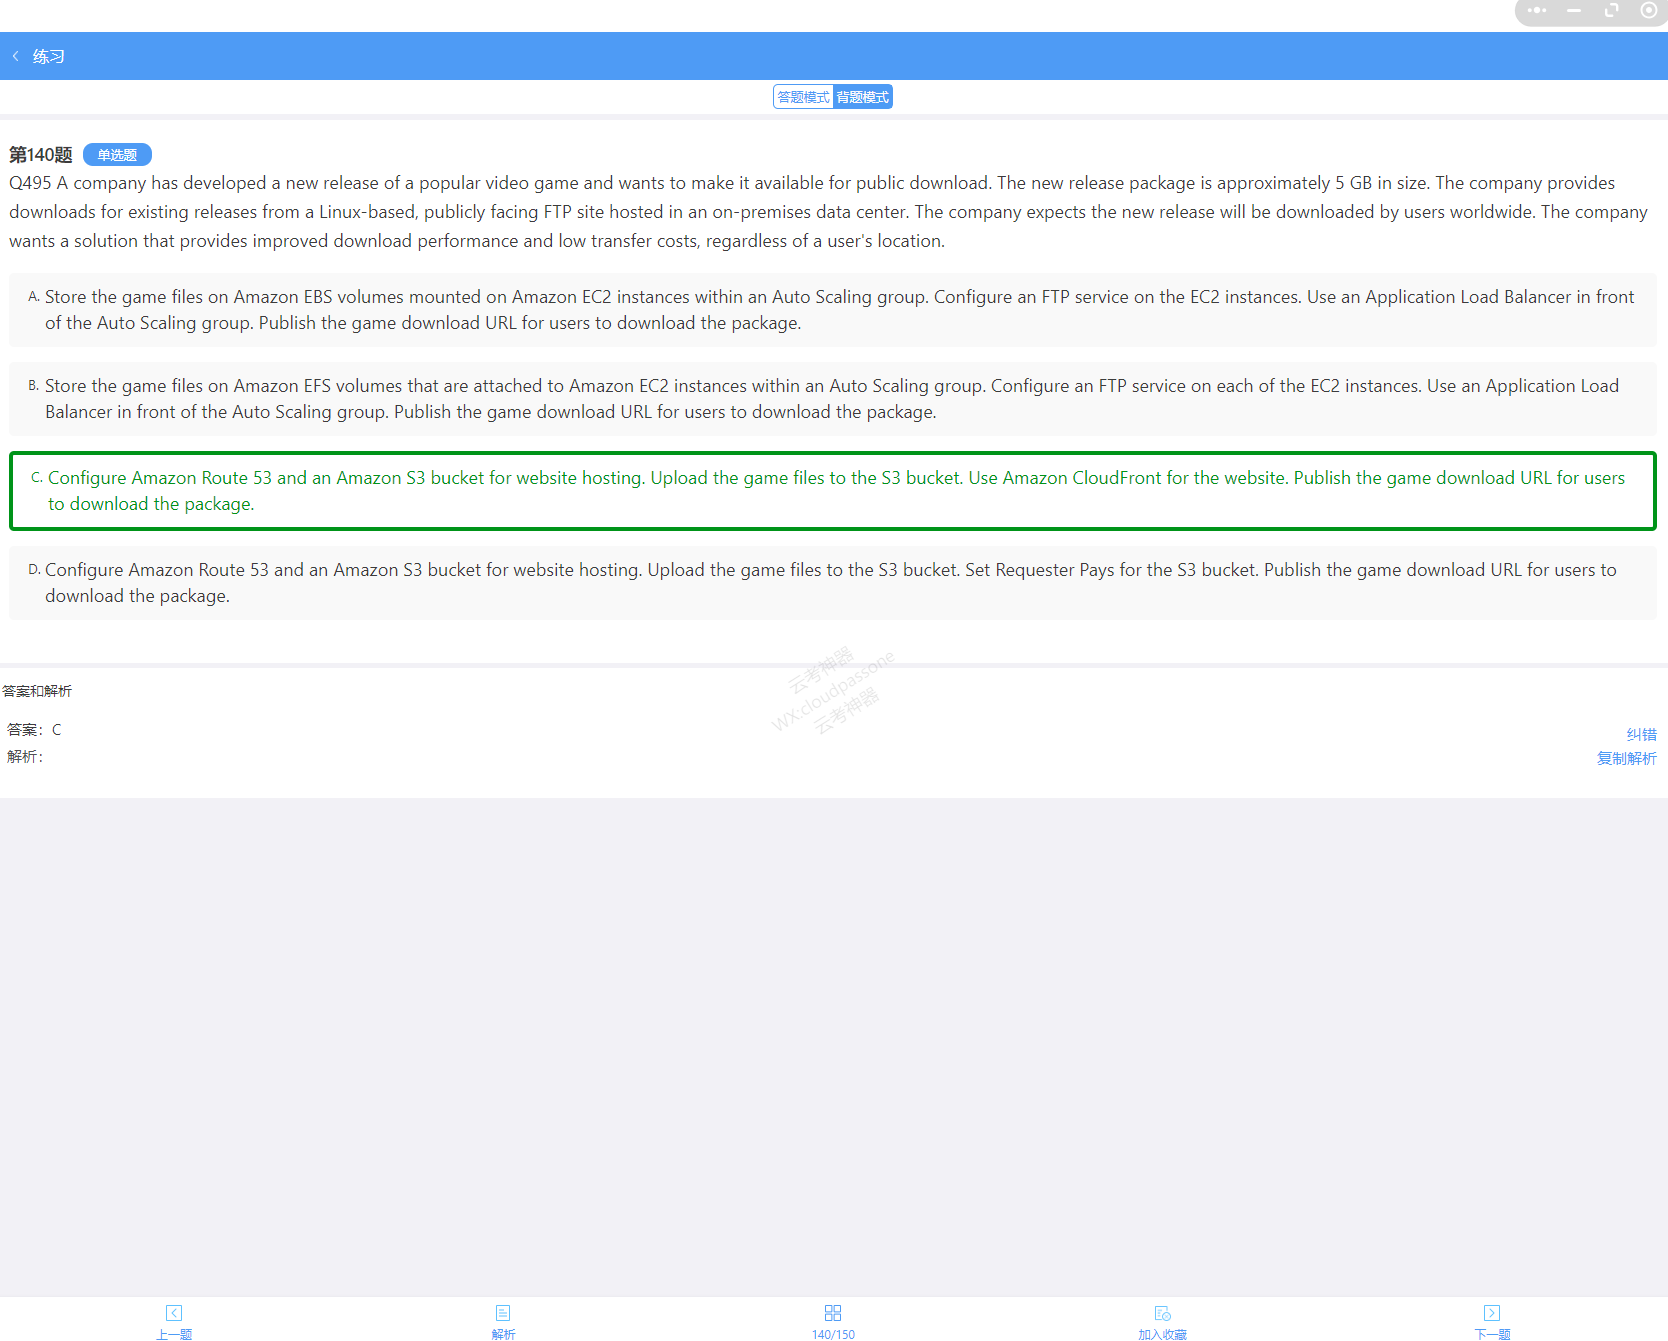 练习
答题模式 背题模式
第140题 单选题
Q495 A company has developed a new release of a popular video game and wants to make it available for public download. The new release package is approximately 5 GB in size. The company provides
downloads for existing releases from a Linux-based, publicly facing FTP site hosted in an on-premises data center. The company expects the new release will be downloaded by users worldwide. The company
wants a solution that provides improved download performance and low transfer costs, regardless of a user's location.
A. Store the game files on Amazon EBS volumes mounted on Amazon EC2 instances within an Auto Scaling group. Configure an FTP service on the EC2 instances. Use an Application Load Balancer in front
of the Auto Scaling group. Publish the game download URL for users to download the package.
B. Store the game files on Amazon EFS volumes that are attached to Amazon EC2 instances within an Auto Scaling group. Configure an FTP service on each of the EC2 instances. Use an Application Load
Balancer in front of the Auto Scaling group. Publish the game download URL for users to download the package.
C. Configure Amazon Route 53 and an Amazon S3 bucket for website hosting. Upload the game files to the S3 bucket. Use Amazon CloudFront for the website. Publish the game download URL for users
to download the package.
D. Configure Amazon Route 53 and an Amazon S3 bucket for website hosting. Upload the game files to the S3 bucket. Set Requester Pays for the S3 bucket. Publish the game download URL for users to
download the package.
云考神器
WX:cloudpassone
云考神器
答案和解析
答案：C
解析：
纠错
复制解析
上一题 解析 140/150 加入收藏 下一题